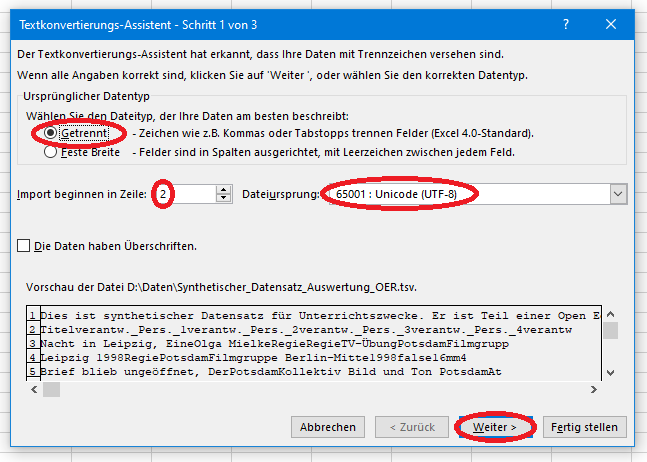 Textkonvertierungs-Assistent - Schritt 1 von 3 ? ×
Der Textkonvertierungs-Assistent hat erkannt, dass Ihre Daten mit Trennzeichen versehen sind.
Wenn alle Angaben korrekt sind, klicken Sie auf 'Weiter ', oder wählen Sie den korrekten Datentyp.
Ursprünglicher Datentyp
Wählen Sie den Dateityp, der Ihre Daten am besten beschreibt:
Getrennt - Zeichen wie z.B. Kommas oder Tabstopps trennen Felder (Excel 4.0-Standard).
Feste Breite - Felder sind in Spalten ausgerichtet, mit Leerzeichen zwischen jedem Feld.
Import beginnen in Zeile: 2 Dateiursprung: 65001 : Unicode (UTF-8)
Die Daten haben Überschriften.
Vorschau der Datei D:\Daten\Synthetischer_Datensatz_Auswertung_OER.tsv.
1 Dies ist synthetischer Datensatz für Unterrichtszwecke. Er ist Teil einer Open E
2 Titelverantw._Pers._1verantw._Pers._2verantw._Pers._3verantw._Pers._4verantw
3 Nacht in Leipzig, EineOlga MielkeRegieRegieTV-ÜbungPotsdamFilmgrupp
4 Leipzig 1998RegiePotsdamFilmgruppe Berlin-Mitte1998false16mm4
5 Brief blieb ungeöffnet, DerPotsdamKollektiv Bild und Ton PotsdamAt
Abbrechen < Zurück Weiter > Fertig stellen